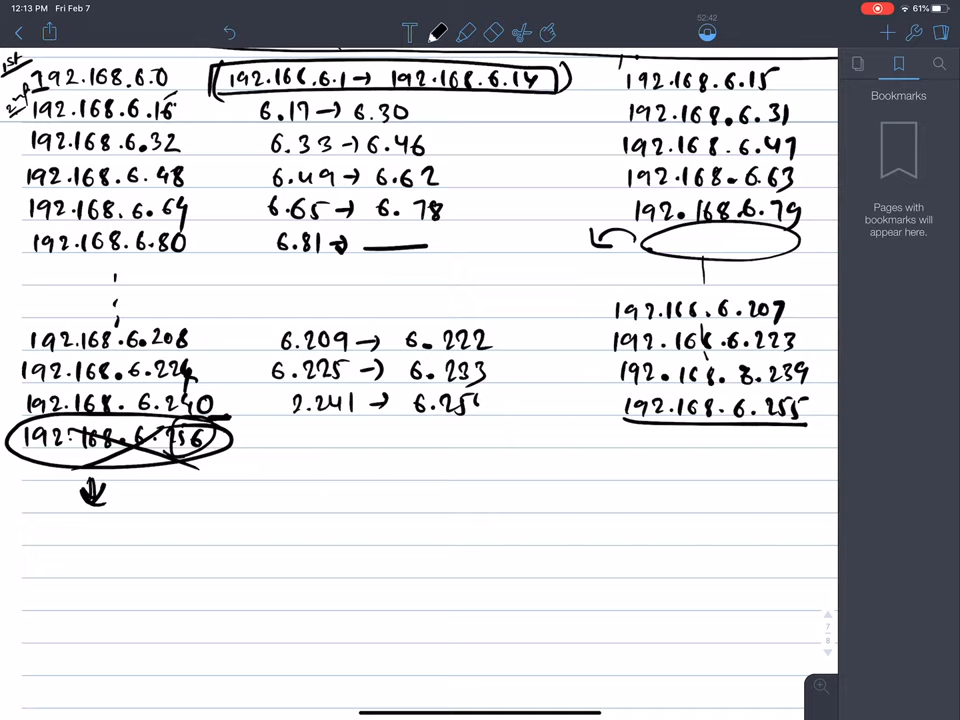 12:13 PM Fri Feb 7
61%
52:42
1st 192.168.6.0 192.168.6.1 → 192.168.6.14 192.168.6.15
2nd 192.168.6.16 6.17 → 6.30 192.168.6.31
192.168.6.32 6.33 → 6.46 192.168.6.47
192.168.6.48 6.49 → 6.62 192.168.6.63
192.168.6.64 6.65 → 6.78 192.168.6.79
192.168.6.80 6.81 →
192.168.6.207
192.168.6.208 6.209 → 6.222 192.168.6.223
192.168.6.224 6.225 → 6.233 192.168.8.239
192.168.6.240 2.241 → 6.254 192.168.6.255
192.168.6.256
Bookmarks
Pages with
bookmarks will
appear here.
7
8